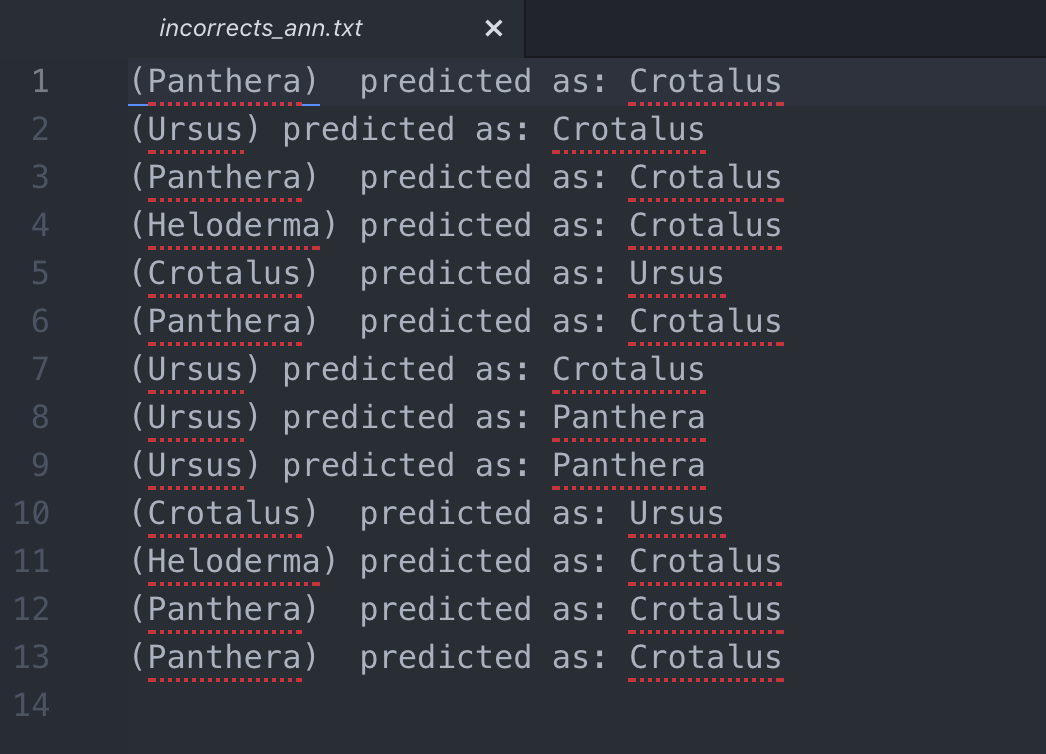 incorrects_ann.txt ×
1 (Panthera)  predicted as: Crotalus
2 (Ursus) predicted as: Crotalus
3 (Panthera)  predicted as: Crotalus
4 (Heloderma) predicted as: Crotalus
5 (Crotalus)  predicted as: Ursus
6 (Panthera)  predicted as: Crotalus
7 (Ursus) predicted as: Crotalus
8 (Ursus) predicted as: Panthera
9 (Ursus) predicted as: Panthera
10 (Crotalus)  predicted as: Ursus
11 (Heloderma) predicted as: Crotalus
12 (Panthera)  predicted as: Crotalus
13 (Panthera)  predicted as: Crotalus
14